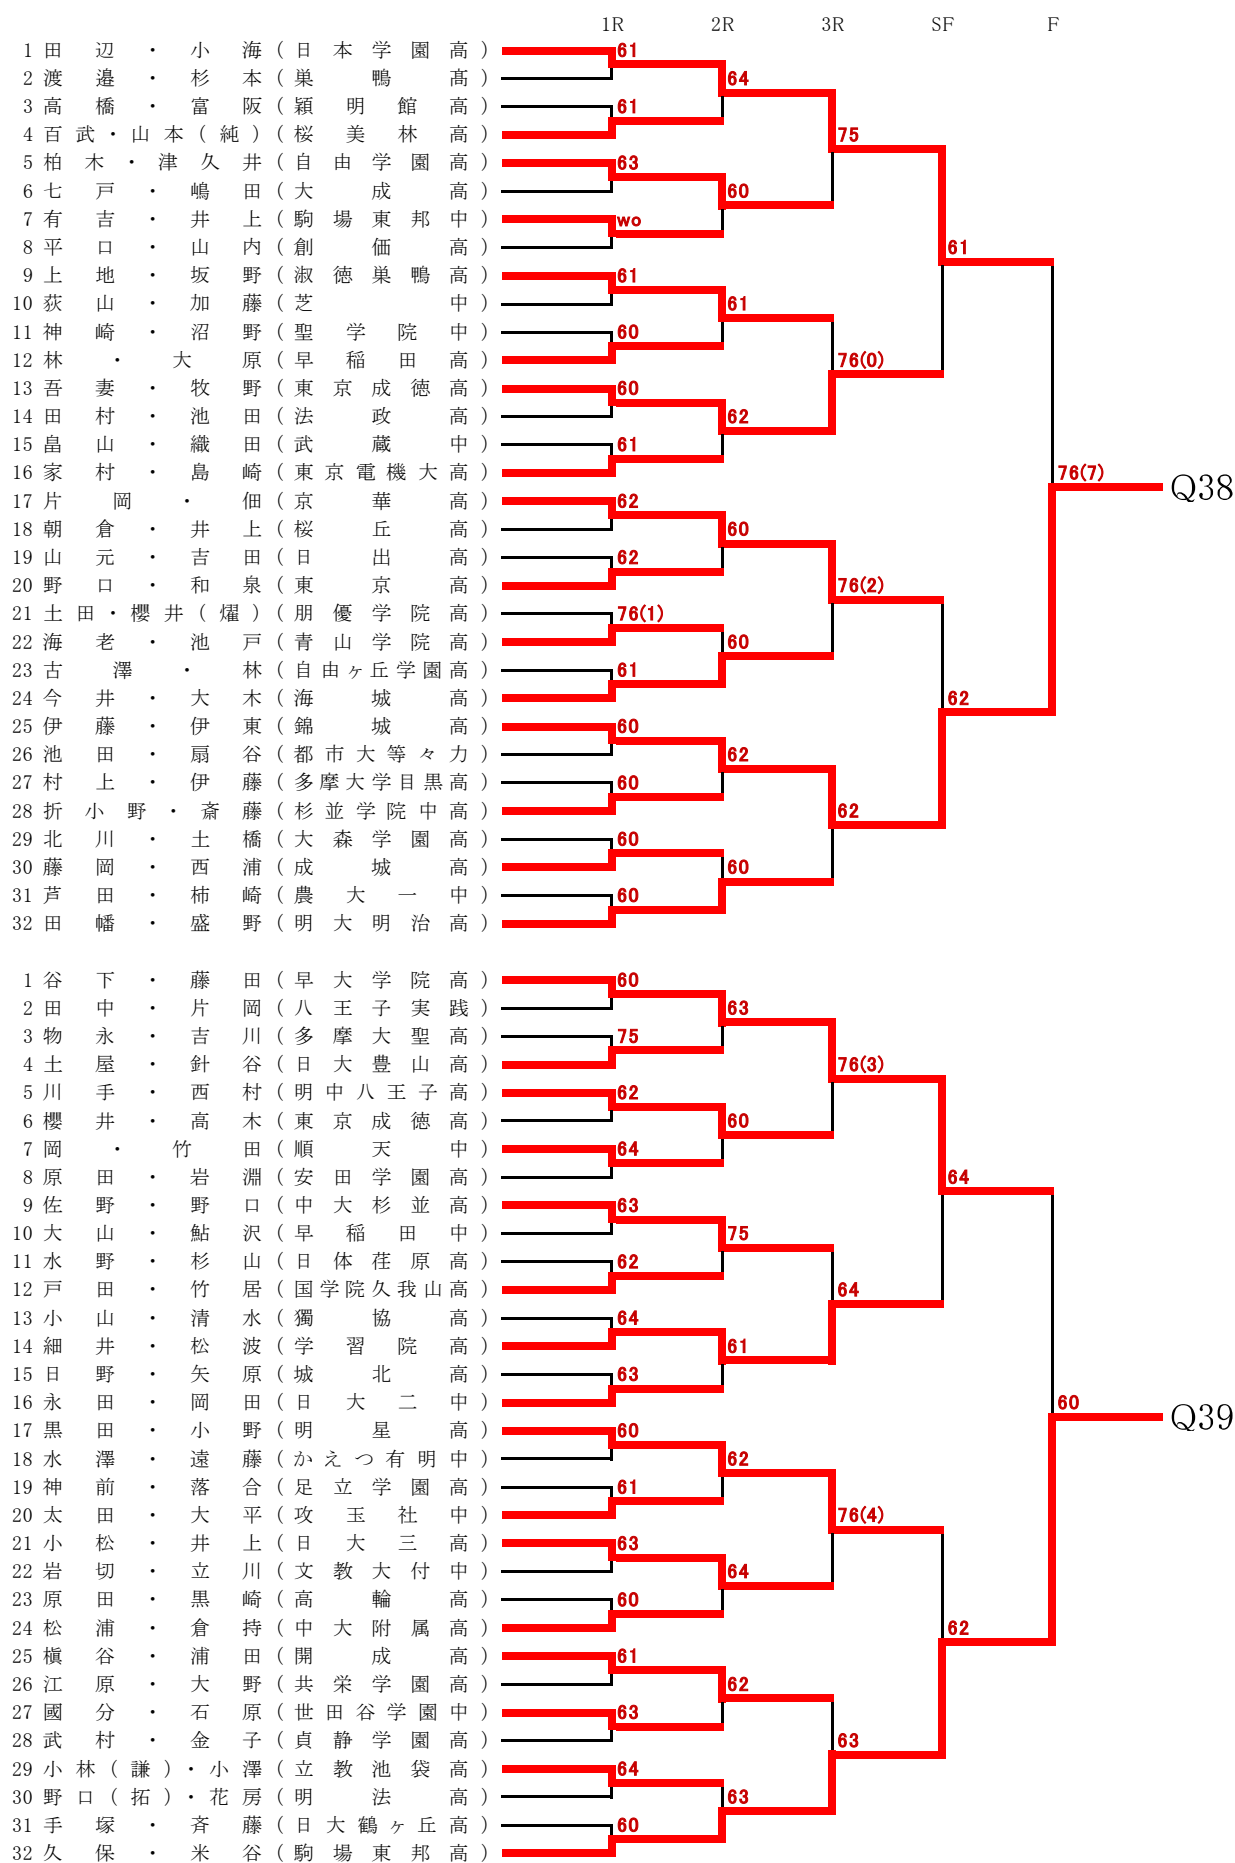 1R 2R 3R SF F
1 田辺・小海(日本学園高) 61
2 渡邉・杉本(巣鴨高) 64
3 高橋・富阪(穎明館高) 61
4 百武・山本(純)(桜美林高) 75
5 柏木・津久井(自由学園高) 63
6 七戸・嶋田(大成高) 60
7 有吉・井上(駒場東邦中) wo
8 平口・山内(創価高) 61
9 上地・坂野(淑徳巣鴨高) 61
10 荻山・加藤(芝中) 61
11 神崎・沼野(聖学院中) 60
12 林・大原(早稲田高) 76(0)
13 吾妻・牧野(東京成徳高) 60
14 田村・池田(法政高) 62
15 畠山・織田(武蔵中) 61
16 家村・島崎(東京電機大高) 76(7) Q38
17 片岡・佃(京華高) 62
18 朝倉・井上(桜丘高) 60
19 山元・吉田(日出高) 62
20 野口・和泉(東京高) 76(2)
21 土田・櫻井(燿)(朋優学院高) 76(1)
22 海老・池戸(青山学院高) 60
23 古澤・林(自由ヶ丘学園高) 61
24 今井・大木(海城高) 62
25 伊藤・伊東(錦城高) 60
26 池田・扇谷(都市大等々力) 62
27 村上・伊藤(多摩大学目黒高) 60
28 折小野・斎藤(杉並学院中高) 62
29 北川・土橋(大森学園高) 60
30 藤岡・西浦(成城高) 60
31 芦田・柿崎(農大一中) 60
32 田幡・盛野(明大明治高)
1 谷下・藤田(早大学院高) 60
2 田中・片岡(八王子実践) 63
3 物永・吉川(多摩大聖高) 75
4 土屋・針谷(日大豊山高) 76(3)
5 川手・西村(明中八王子高) 62
6 櫻井・高木(東京成徳高) 60
7 岡・竹田(順天中) 64
8 原田・岩淵(安田学園高) 64
9 佐野・野口(中大杉並高) 63
10 大山・鮎沢(早稲田中) 75
11 水野・杉山(日体荏原高) 62
12 戸田・竹居(国学院久我山高) 64
13 小山・清水(獨協高) 64
14 細井・松波(学習院高) 61
15 日野・矢原(城北高) 63
16 永田・岡田(日大二中) 60 Q39
17 黒田・小野(明星高) 60
18 水澤・遠藤(かえつ有明中) 62
19 神前・落合(足立学園高) 61
20 太田・大平(攻玉社中) 76(4)
21 小松・井上(日大三高) 63
22 岩切・立川(文教大付中) 64
23 原田・黒崎(高輪高) 60
24 松浦・倉持(中大附属高) 62
25 槇谷・浦田(開成高) 61
26 江原・大野(共栄学園高) 62
27 國分・石原(世田谷学園中) 63
28 武村・金子(貞静学園高) 63
29 小林(謙)・小澤(立教池袋高) 64
30 野口(拓)・花房(明法高) 63
31 手塚・斉藤(日大鶴ヶ丘高) 60
32 久保・米谷(駒場東邦高)